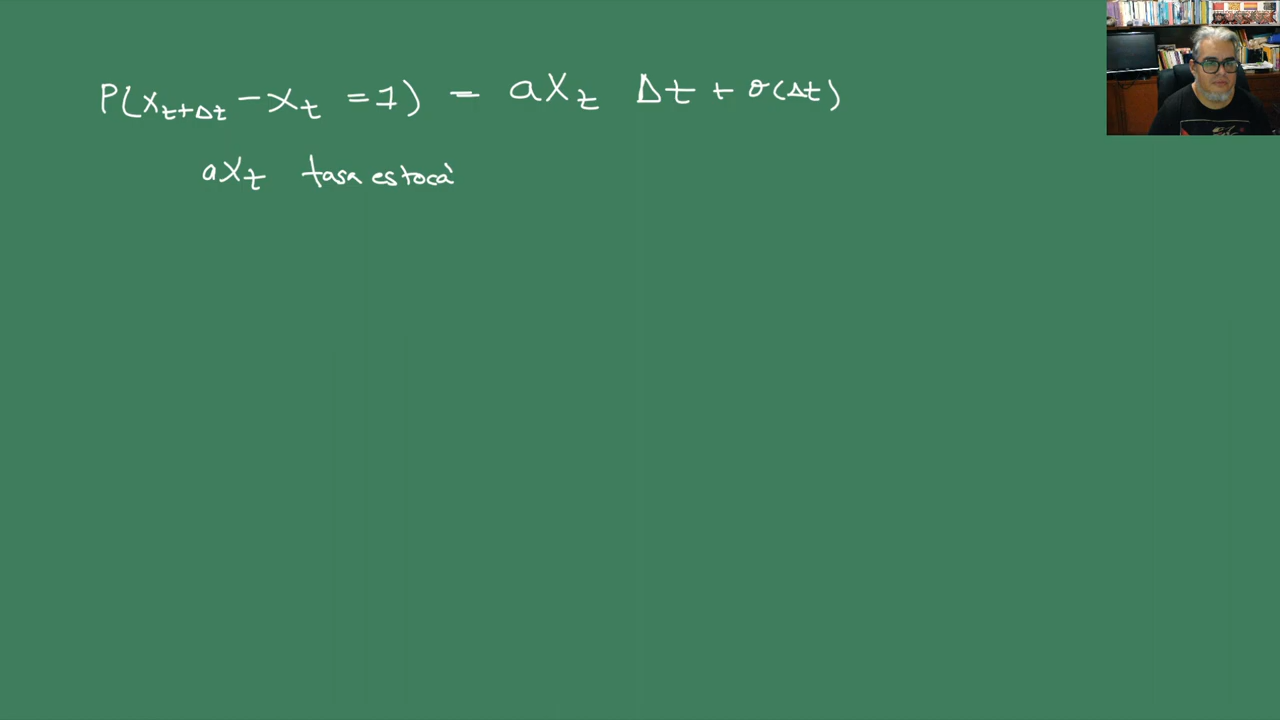 P(X_{t+Δt} - X_t = 1) = aX_t Δt + o(Δt)
aX_t tasa estocá